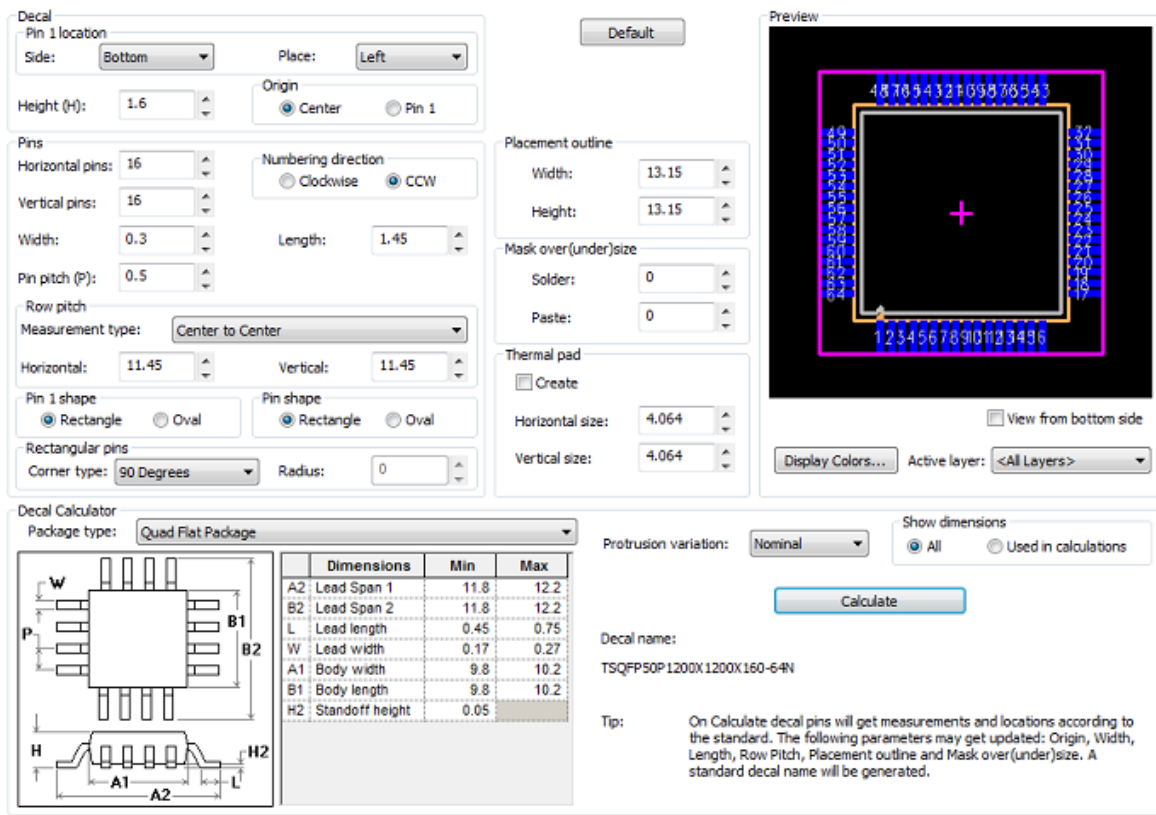 Decal
Pin 1 location
Side: Bottom Place: Left
Height (H): 1.6
Origin
Center Pin 1
Default
Pins
Horizontal pins: 16
Numbering direction
Clockwise CCW
Vertical pins: 16
Width: 0.3 Length: 1.45
Pin pitch (P): 0.5
Row pitch
Measurement type: Center to Center
Horizontal: 11.45 Vertical: 11.45
Pin 1 shape
Rectangle Oval
Pin shape
Rectangle Oval
Rectangular pins
Corner type: 90 Degrees Radius: 0
Placement outline
Width: 13.15
Height: 13.15
Mask over(under)size
Solder: 0
Paste: 0
Thermal pad
Create
Horizontal size: 4.064
Vertical size: 4.064
Preview
View from bottom side
Display Colors... Active layer: <All Layers>
Decal Calculator
Package type: Quad Flat Package
W
P
B1
B2
H
H2
A1
L
A2
Dimensions Min Max
A2 Lead Span 1 11.8 12.2
B2 Lead Span 2 11.8 12.2
L Lead length 0.45 0.75
W Lead width 0.17 0.27
A1 Body width 9.8 10.2
B1 Body length 9.8 10.2
H2 Standoff height 0.05
Protrusion variation: Nominal
Show dimensions
All Used in calculations
Calculate
Decal name:
TSQFP50P1200X1200X160-64N
Tip: On Calculate decal pins will get measurements and locations according to
the standard. The following parameters may get updated: Origin, Width,
Length, Row Pitch, Placement outline and Mask over(under)size. A
standard decal name will be generated.